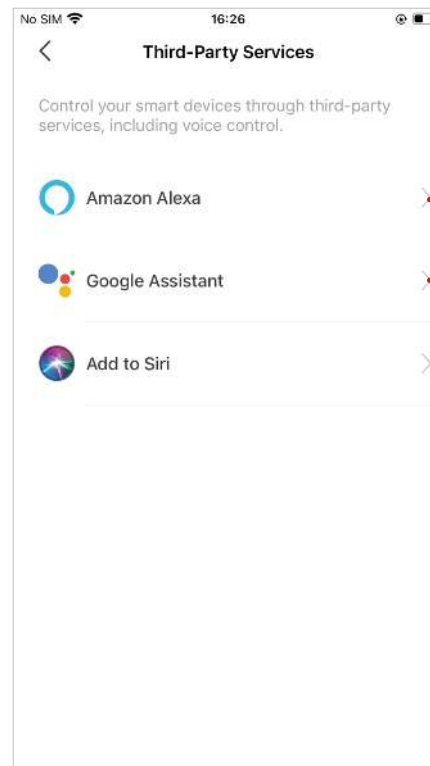 No SIM 16:26
Third-Party Services
Control your smart devices through third-party
services, including voice control.
Amazon Alexa
Google Assistant
Add to Siri